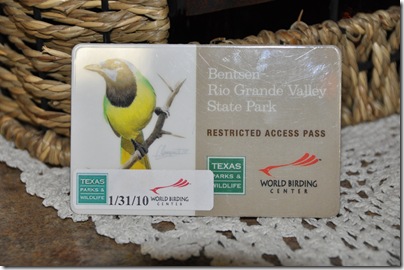 Bentsen
Rio Grande Valley
State Park
RESTRICTED ACCESS PASS
TEXAS
PARKS &
WILDLIFE
WORLD BIRDING
CENTER
TEXAS
PARKS &
WILDLIFE
1/31/10
WORLD BIRDING
CENTER